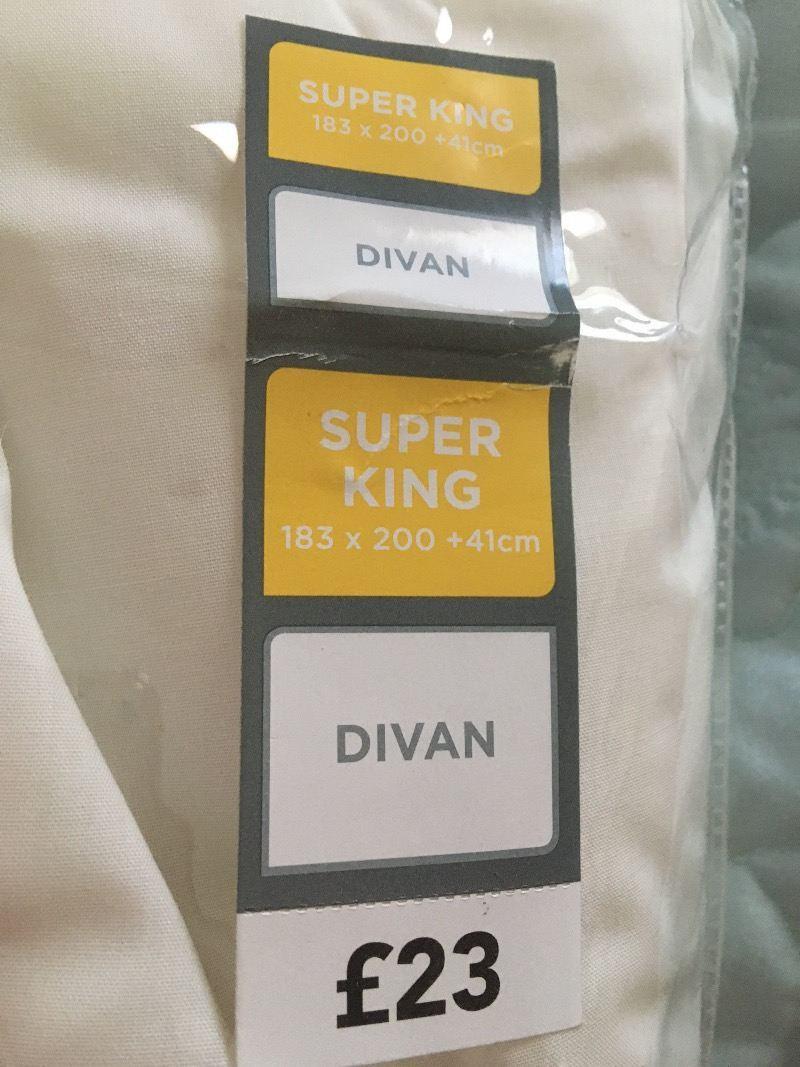 SUPER KING
183 x 200 +41cm
DIVAN
SUPER
KING
183 x 200 +41cm
DIVAN
£23